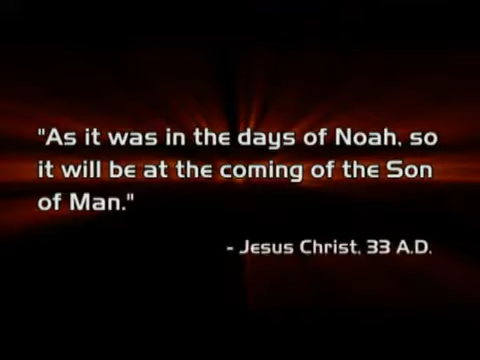 "As it was in the days of Noah, so
it will be at the coming of the Son
of Man."
- Jesus Christ, 33 A.D.